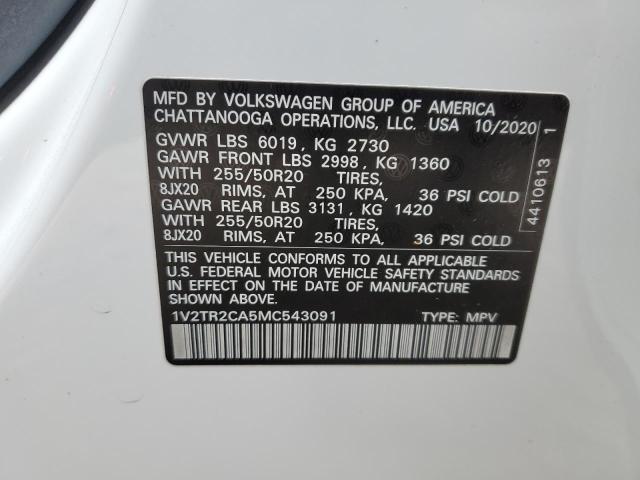 MFD BY VOLKSWAGEN GROUP OF AMERICA
CHATTANOOGA OPERATIONS, LLC. USA 10/2020
GVWR LBS 6019, KG 2730
GAWR FRONT LBS 2998, KG 1360
WITH 255/50R20 TIRES,
8JX20 RIMS, AT 250 KPA, 36 PSI COLD
GAWR REAR LBS 3131, KG 1420
WITH 255/50R20 TIRES,
8JX20 RIMS, AT 250 KPA, 36 PSI COLD
THIS VEHICLE CONFORMS TO ALL APPLICABLE
U.S. FEDERAL MOTOR VEHICLE SAFETY STANDARDS
IN EFFECT ON THE DATE OF MANUFACTURE
SHOWN ABOVE.
1V2TR2CA5MC543091 TYPE: MPV
4410613 1